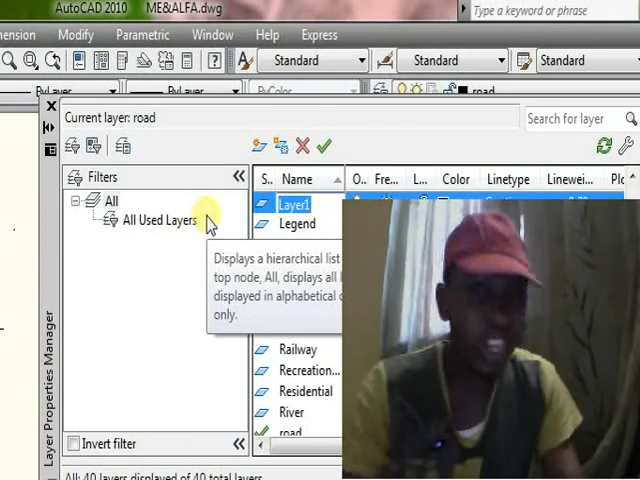 AutoCAD 2010 ME&ALFA.dwg
Type a keyword or phrase
Modify Parametric Window Help Express
Standard Standard Standard
ByLayer ByLayer ByColor road
Current layer: road
Search for layer
Filters
S.. Name O.. Fre... L... Color Linetype Linewei...
All
Layer1
All Used Layers
Legend
Displays a hierarchical list
top node, All, displays all
displayed in alphabetical
only.
Railway
Recreation...
Residential
River
road
Invert filter
Layer Properties Manager
All: 40 layers displayed of 40 total layers